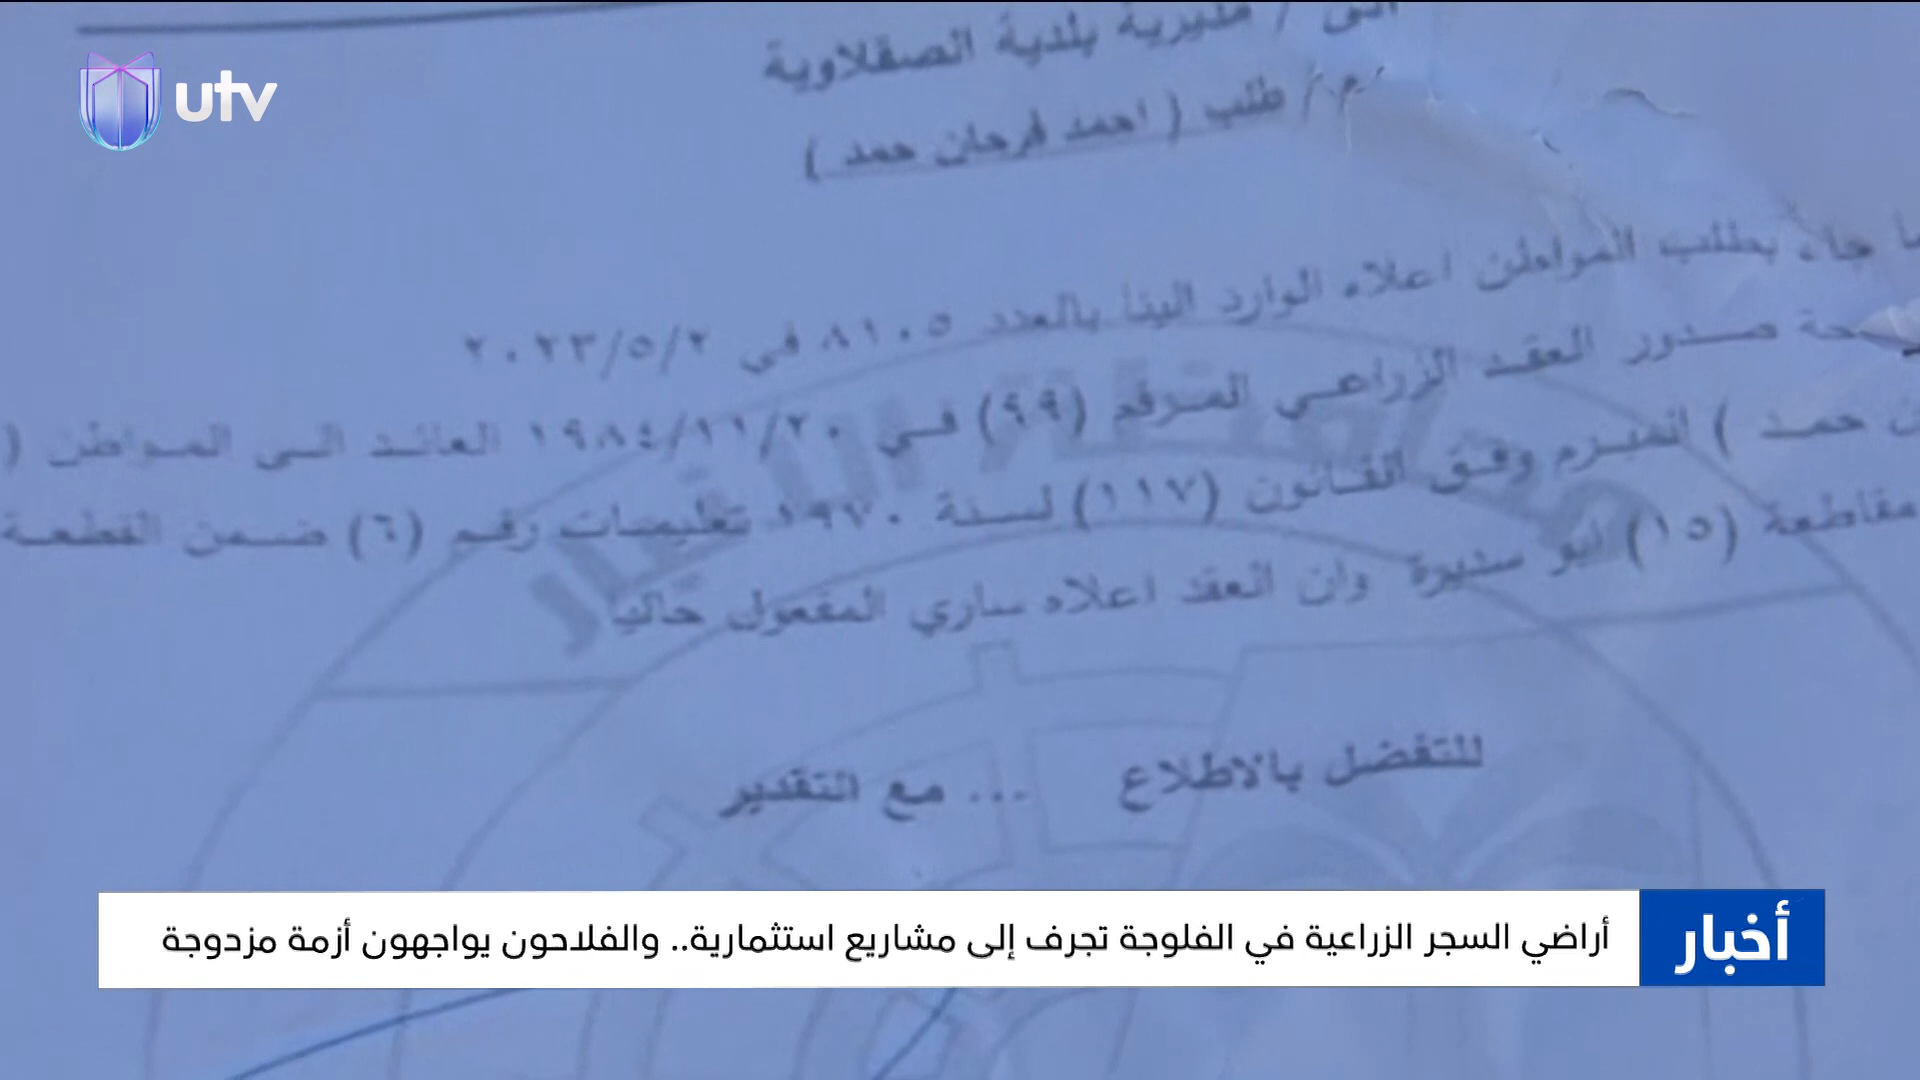 utv
الى / مديرية بلدية الصقلاوية
م / طلب ( احمد فرحان حمد )
جاء بطلب المواطن اعلاه الوارد الينا بالعدد ٨١٠٥ في ٢٠٢٣/٥/٢
صدور العقد الزراعي المرقم (٩٩) في ١٩٨٤/١١/٢٠ العائد الى المواطن (
حمد ) المبرم وفق القانون (١١٧) لسنة ١٩٧٠ تعليمات رقم (٦) ضمن القطعة
مقاطعة (١٥) ابو سديرة وان العقد اعلاه ساري المفعول حاليا
للتفضل بالاطلاع ... مع التقدير
أخبار
أراضي السجر الزراعية في الفلوجة تجرف إلى مشاريع استثمارية.. والفلاحون يواجهون أزمة مزدوجة